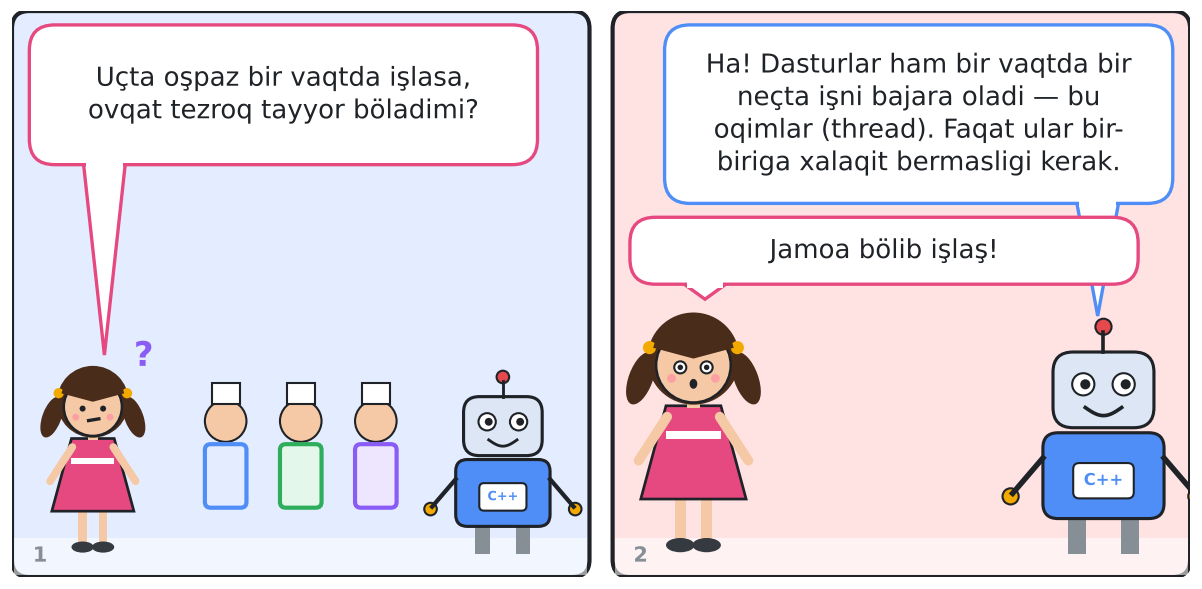 Uçta oşpaz bir vaqtda işlasa,
ovqat tezroq tayyor böladimi?
?
C++
1
Ha! Dasturlar ham bir vaqtda bir
neçta işni bajara oladi — bu
oqimlar (thread). Faqat ular bir-
biriga xalaqit bermasligi kerak.
Jamoa bölib işlaş!
C++
2